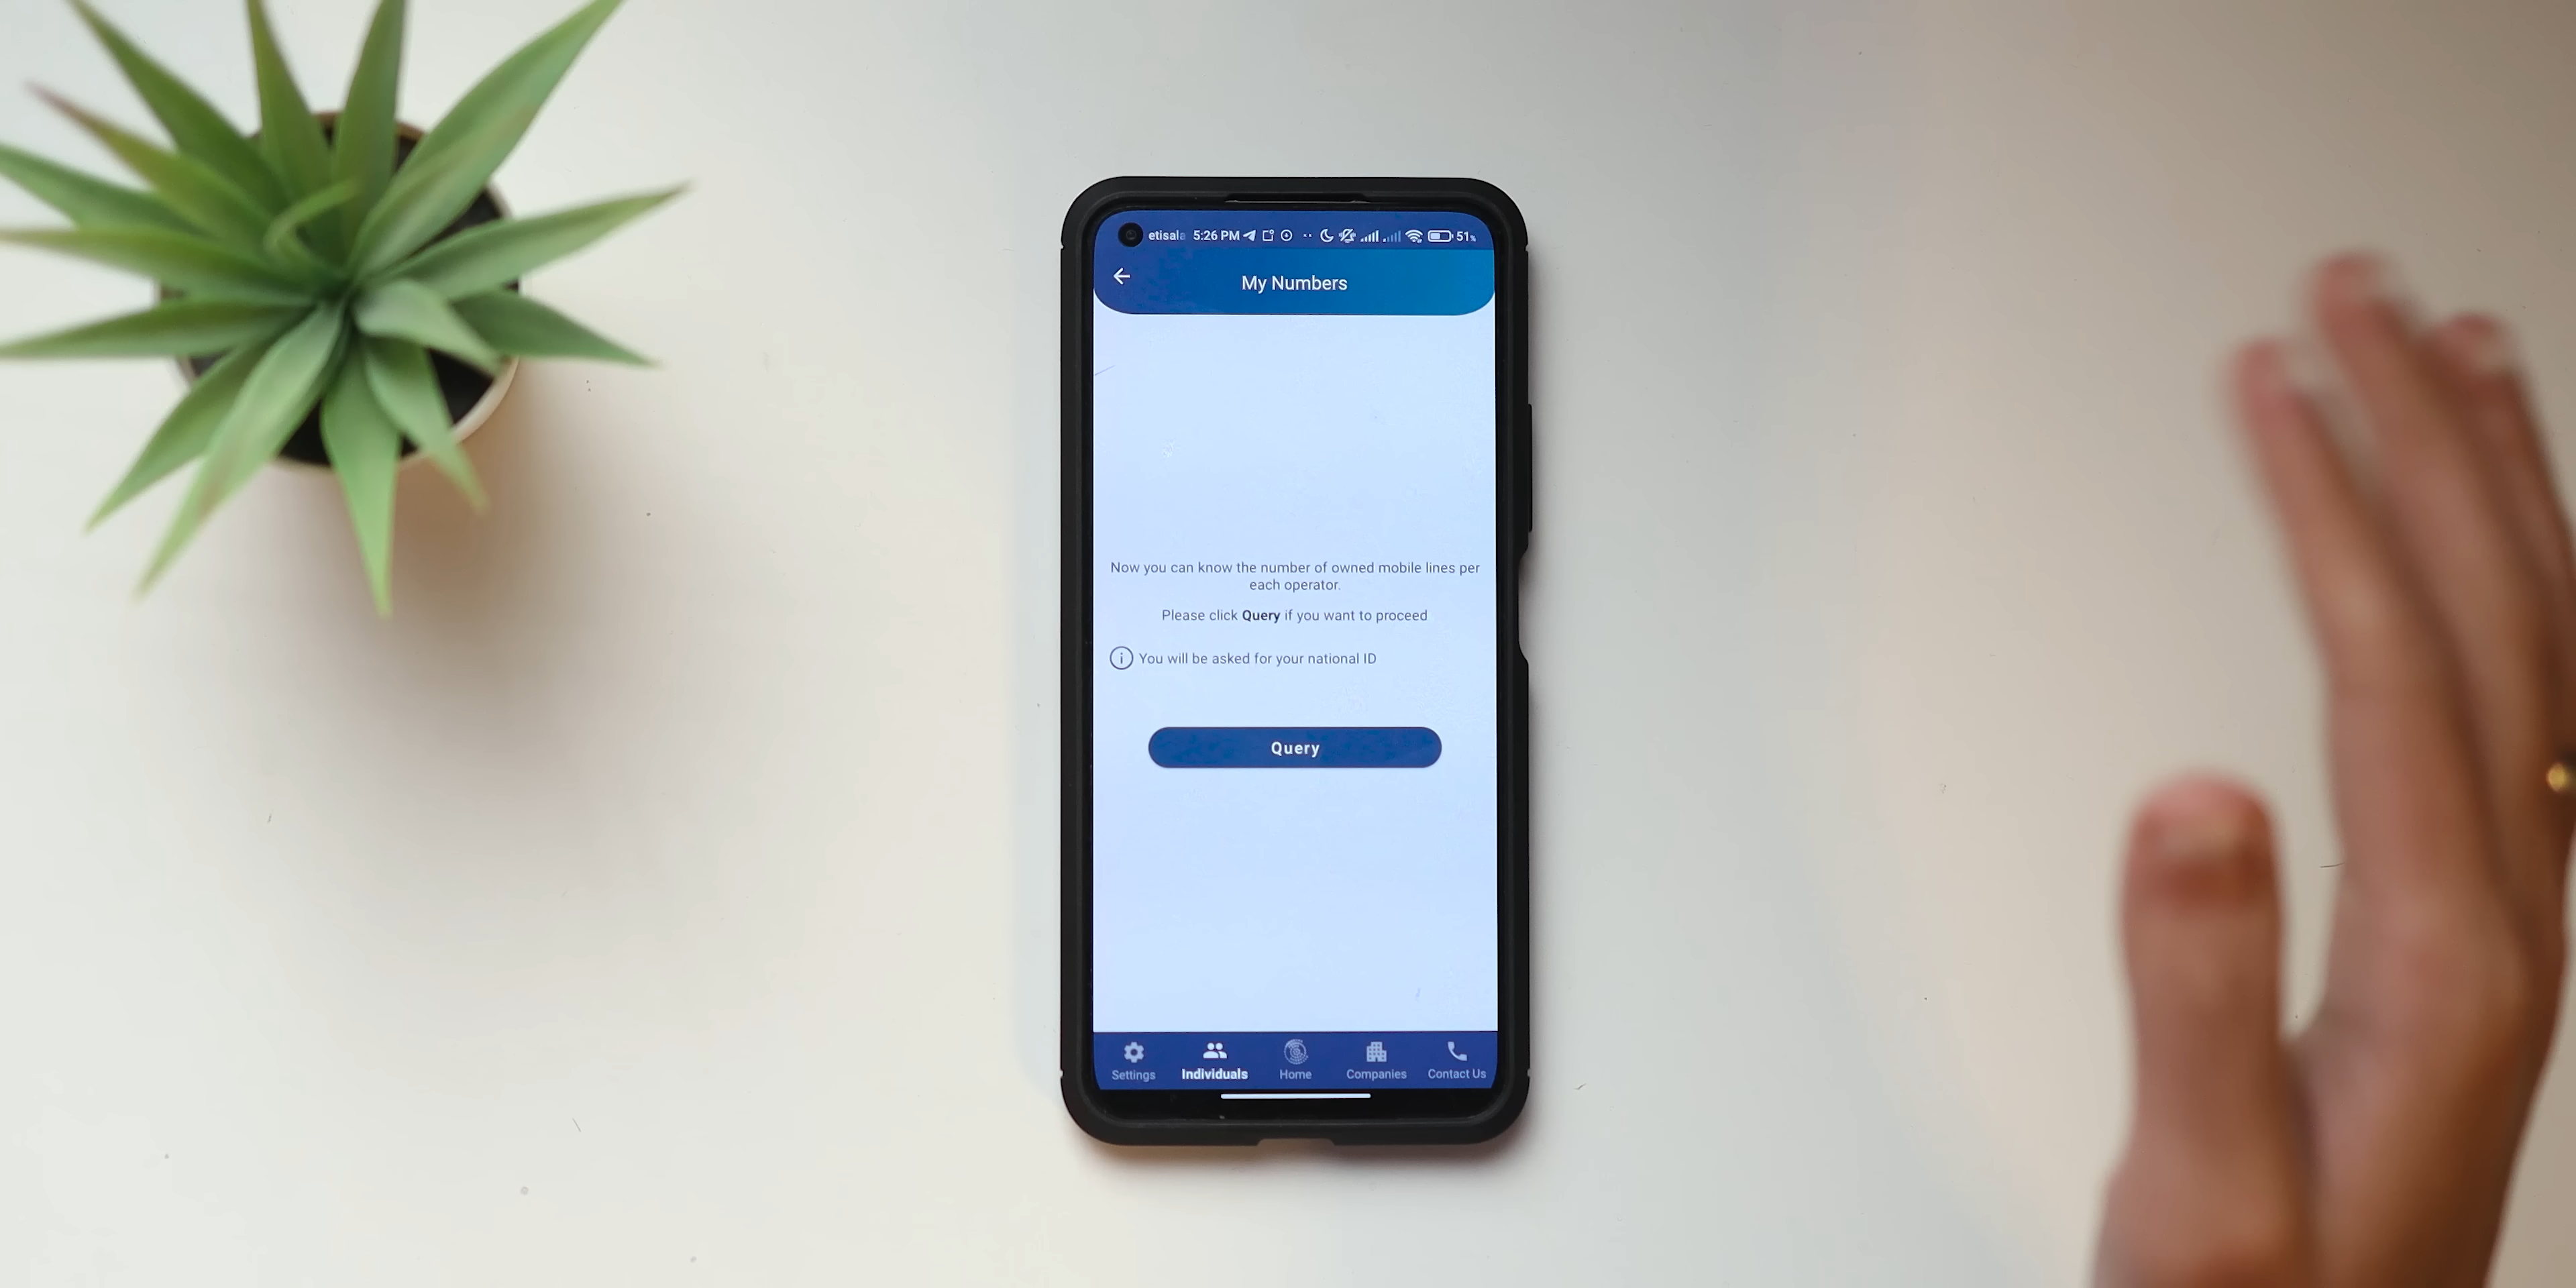 etisala 5:26 PM 51%
My Numbers
Now you can know the number of owned mobile lines per
each operator.
Please click Query if you want to proceed
You will be asked for your national ID
Query
Settings Individuals Home Companies Contact Us